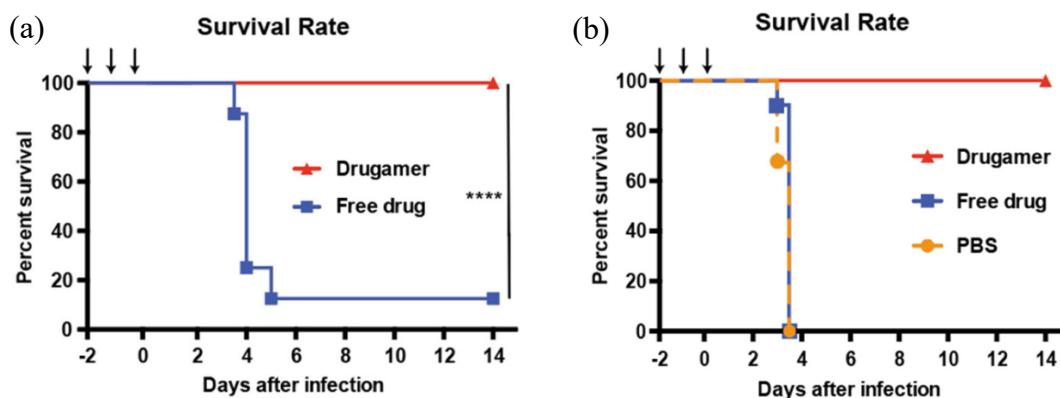 (a)
Survival Rate
Percent survival
100
80
60
40
20
0
Drugamer
Free drug
****
-2 0 2 4 6 8 10 12 14
Days after infection
(b)
Survival Rate
Percent survival
100
80
60
40
20
0
Drugamer
Free drug
PBS
-2 0 2 4 6 8 10 12 14
Days after infection